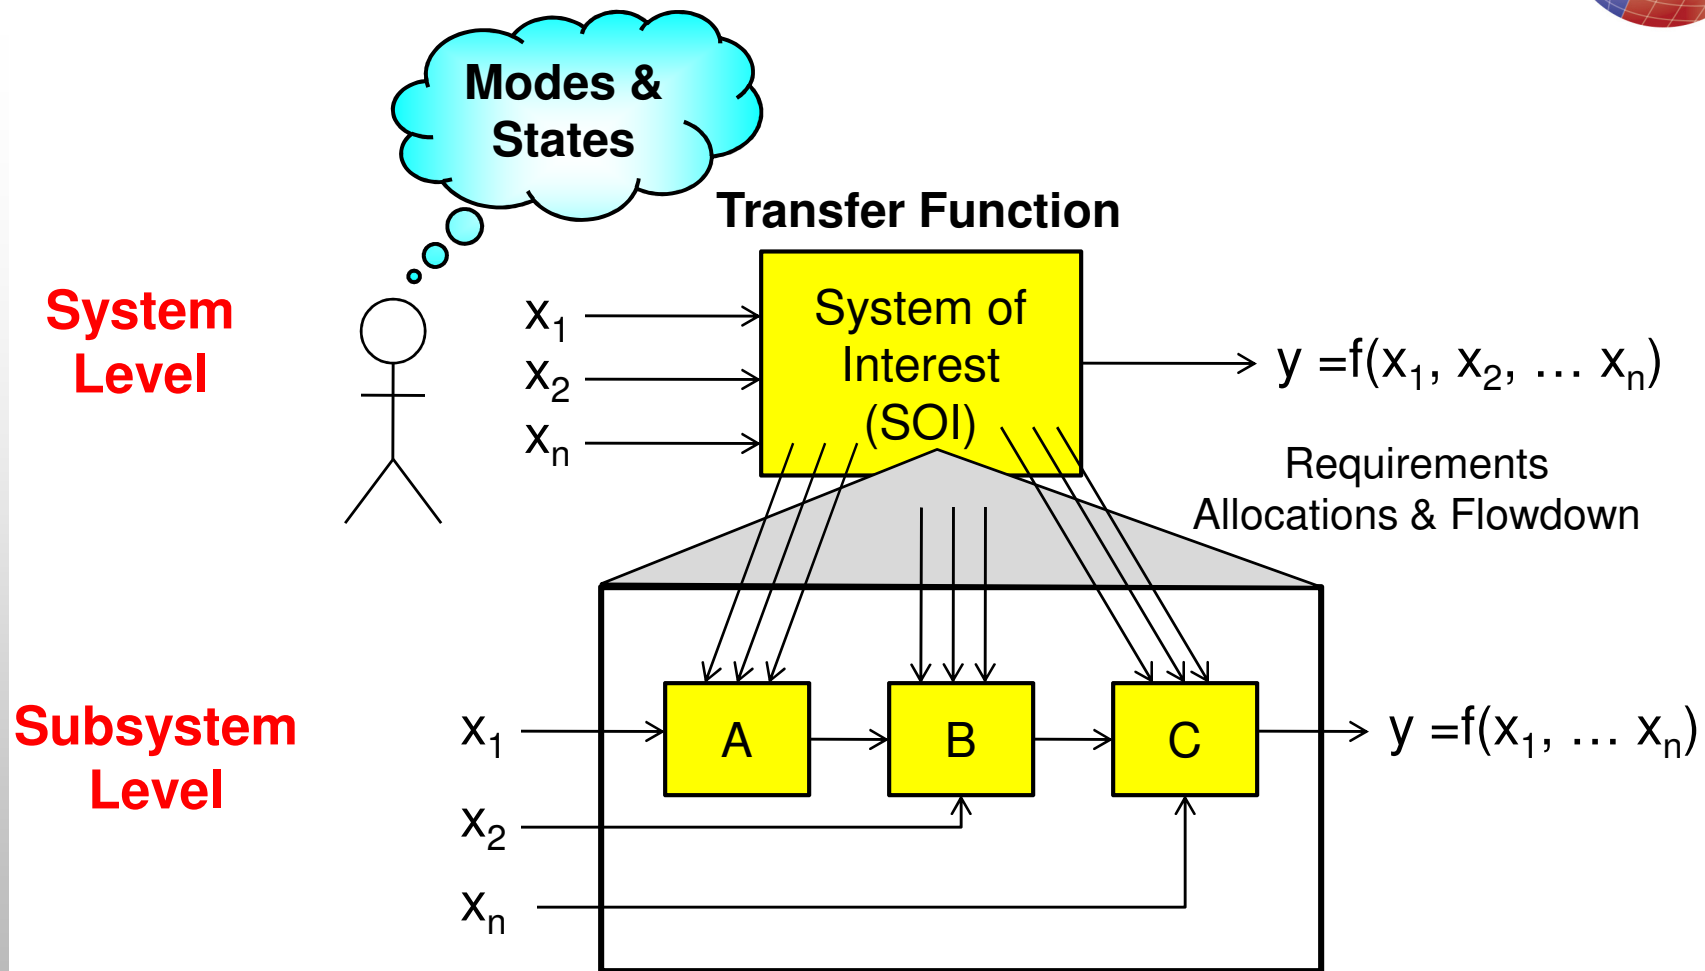 Modes &
States
Transfer Function
System
Level
x1
x2
xn
System of
Interest
(SOI)
y =f(x1, x2, … xn)
Requirements
Allocations & Flowdown
Subsystem
Level
x1
x2
xn
A
B
C
y =f(x1, … xn)